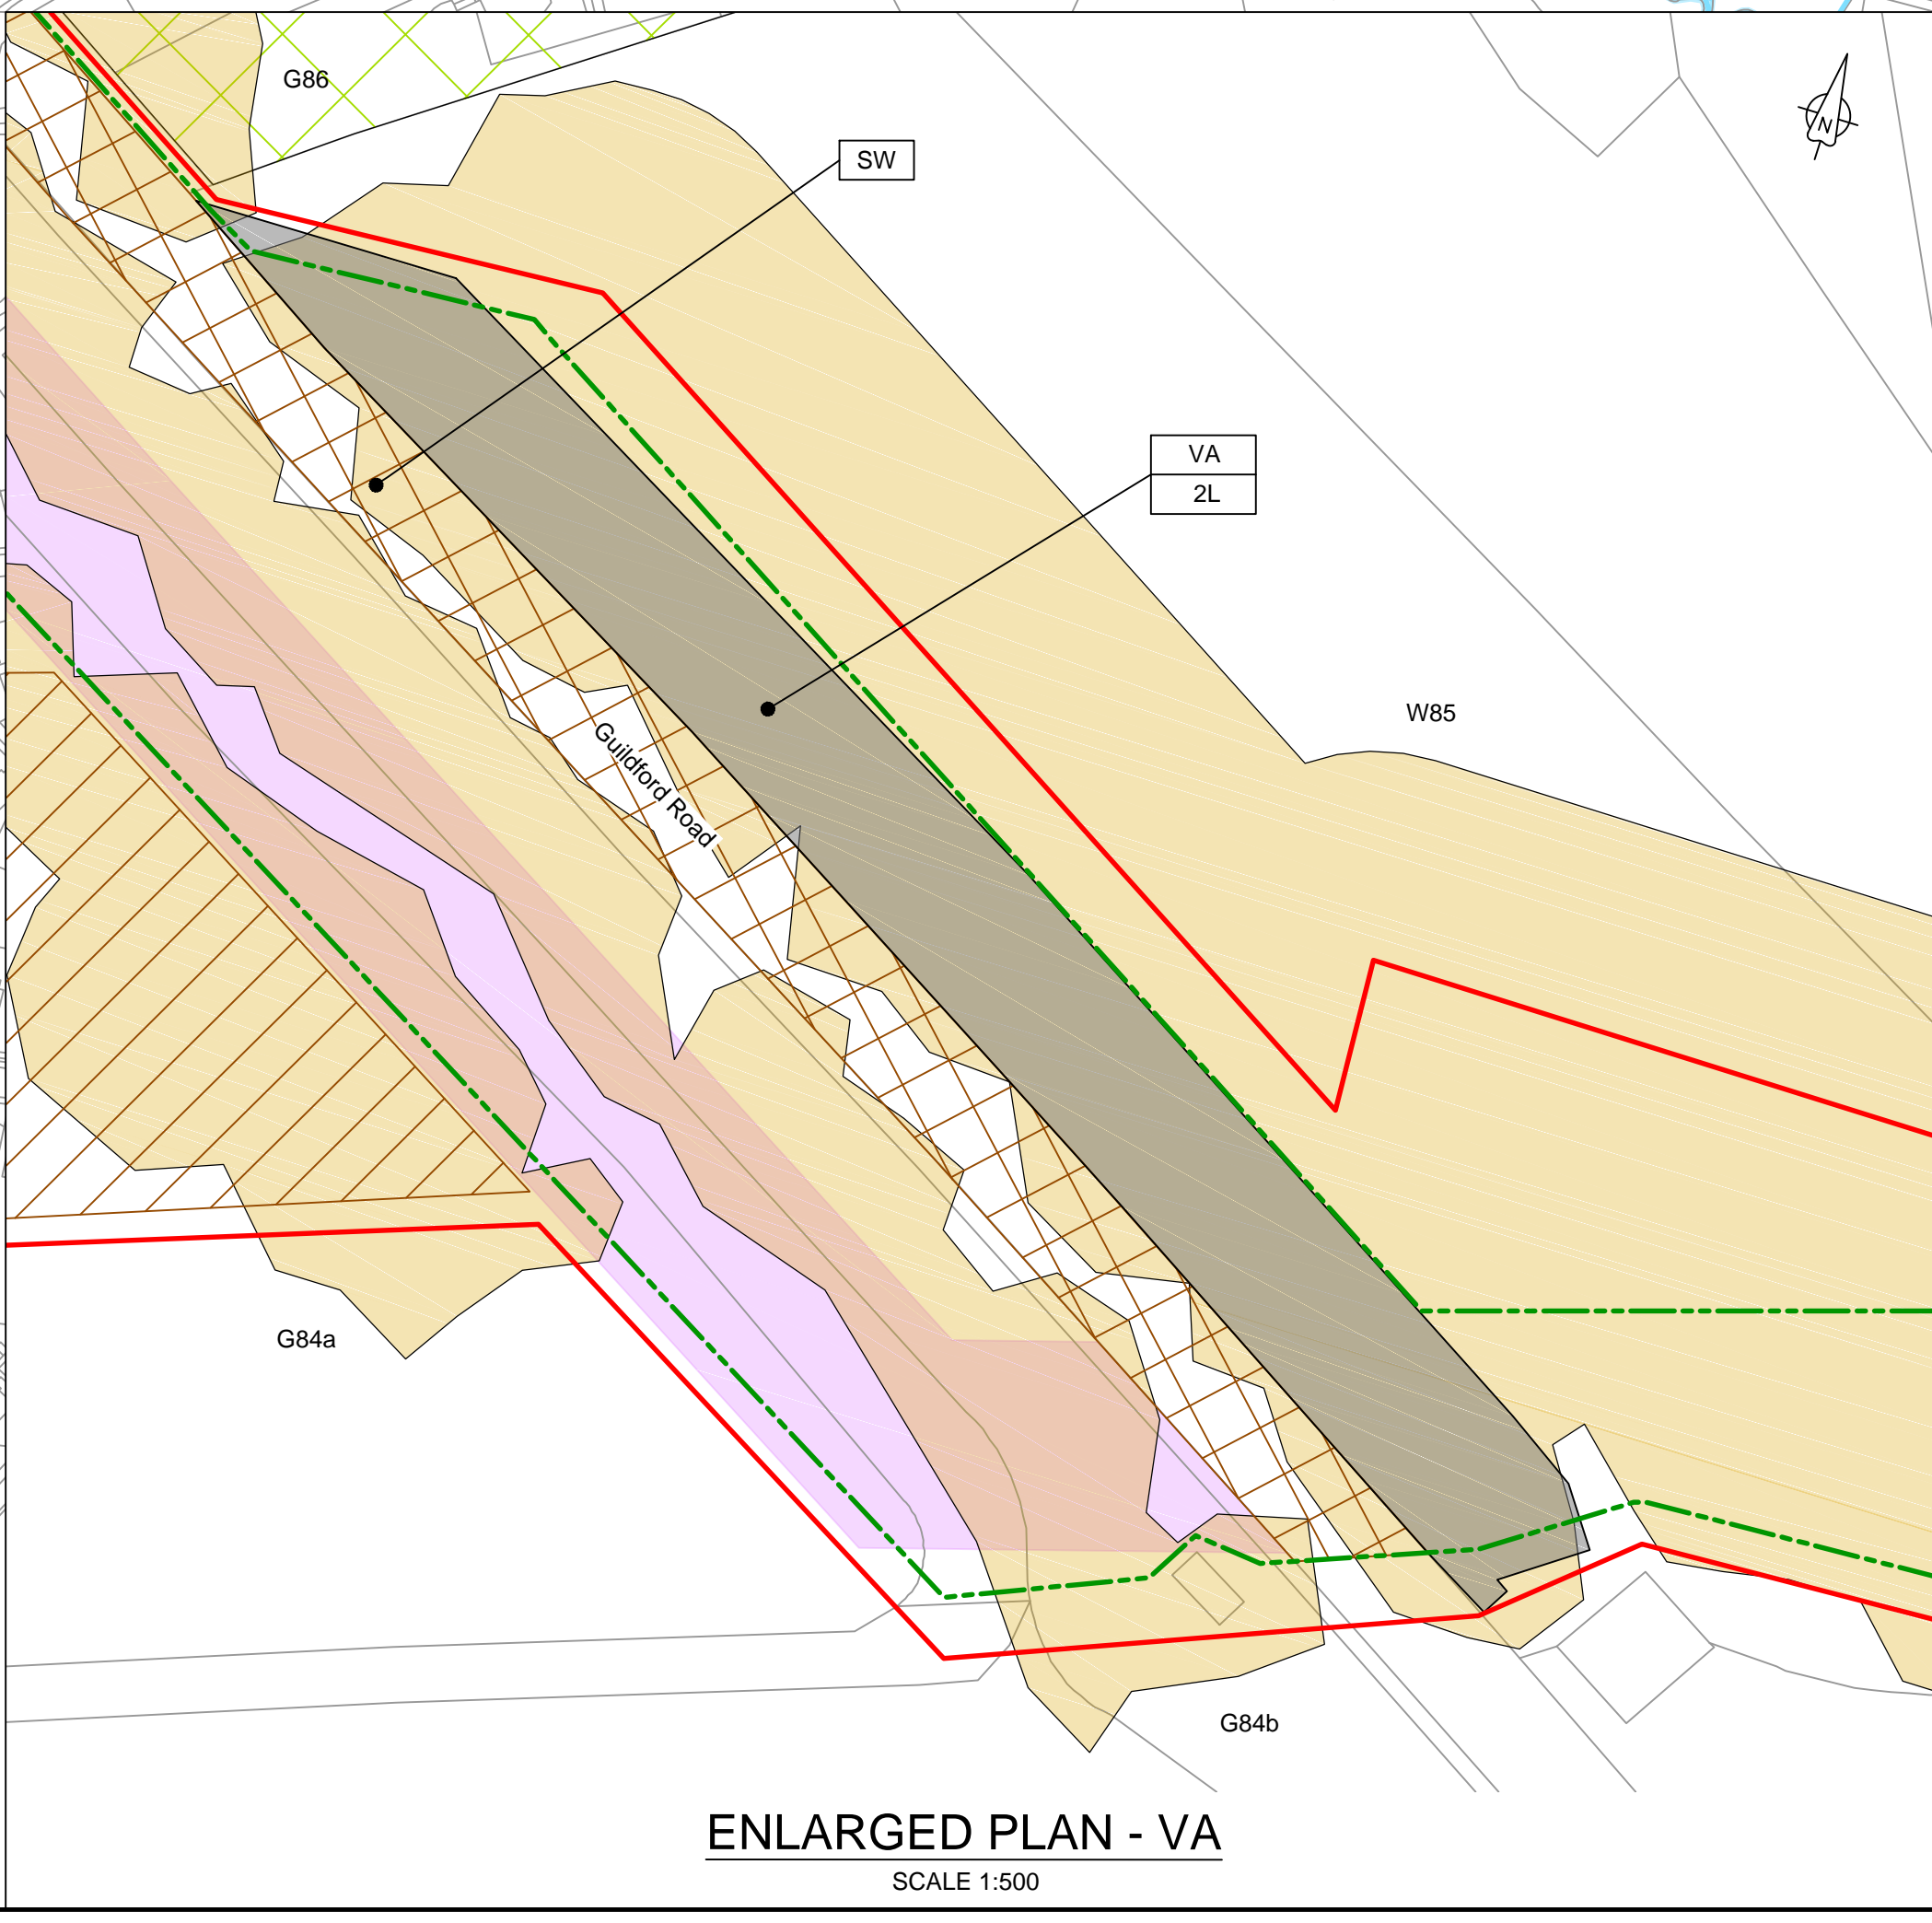 G86
SW
N
VA
2L
W85
Guildford Road
G84a
G84b
ENLARGED PLAN - VA
SCALE 1:500